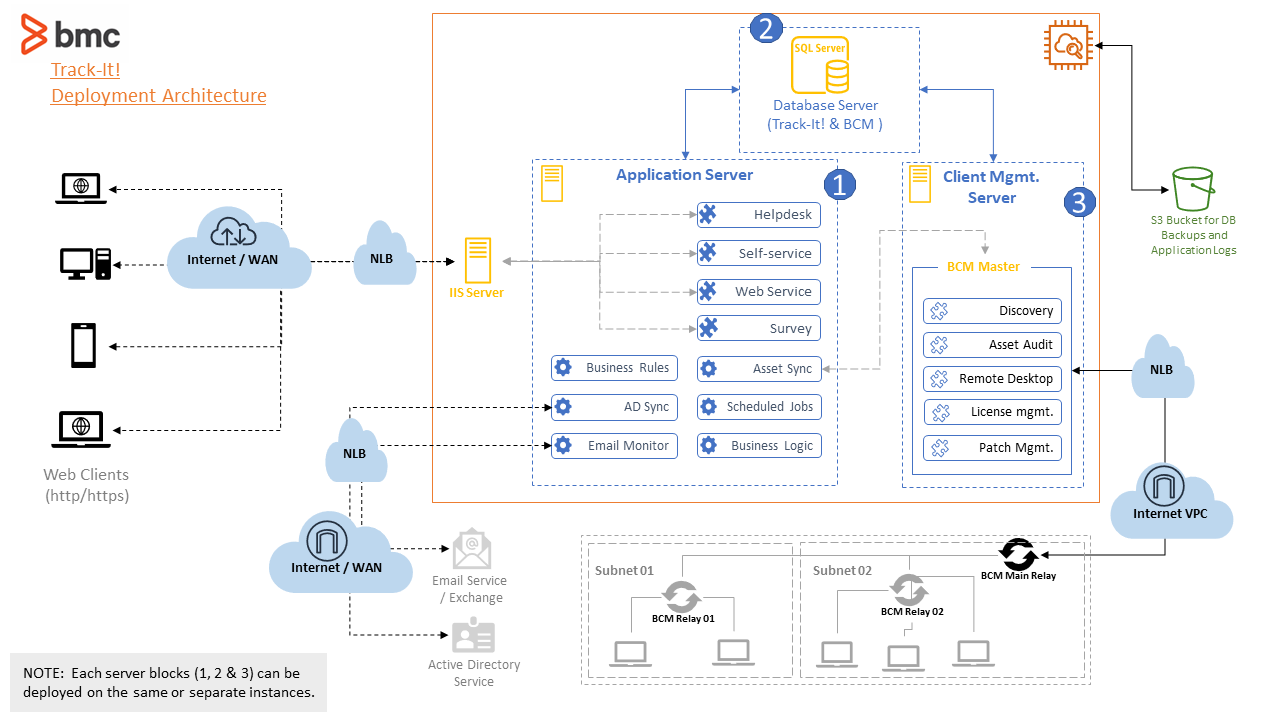 bmc
Track-It!
Deployment Architecture
2
SQL Server
Database Server
(Track-It! & BCM )
S3 Bucket for DB
Backups and
Application Logs
Application Server
1
Client Mgmt.
Server
3
Helpdesk
Self-service
Web Service
Survey
Business Rules
Asset Sync
AD Sync
Scheduled Jobs
Email Monitor
Business Logic
BCM Master
Discovery
Asset Audit
Remote Desktop
License mgmt.
Patch Mgmt.
Internet / WAN
NLB
IIS Server
Web Clients
(http/https)
NLB
Internet / WAN
Email Service
/ Exchange
Active Directory
Service
NLB
Internet VPC
Subnet 01
BCM Relay 01
Subnet 02
BCM Relay 02
BCM Main Relay
NOTE: Each server blocks (1, 2 & 3) can be
deployed on the same or separate instances.